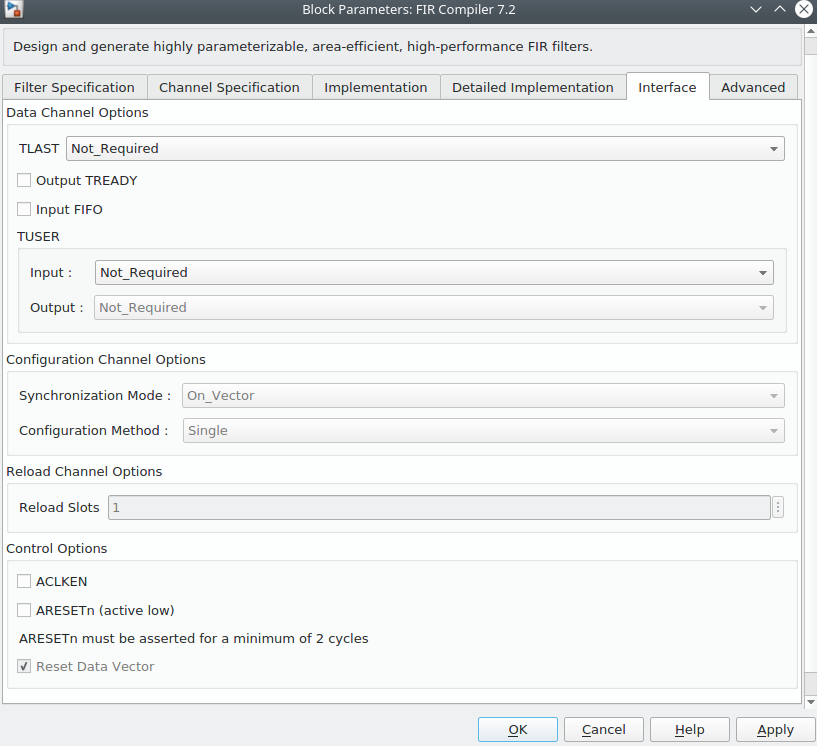 Block Parameters: FIR Compiler 7.2
Design and generate highly parameterizable, area-efficient, high-performance FIR filters.
Filter Specification Channel Specification Implementation Detailed Implementation Interface Advanced
Data Channel Options
TLAST Not_Required
Output TREADY
Input FIFO
TUSER
Input : Not_Required
Output : Not_Required
Configuration Channel Options
Synchronization Mode : On_Vector
Configuration Method : Single
Reload Channel Options
Reload Slots 1
Control Options
ACLKEN
ARESETn (active low)
ARESETn must be asserted for a minimum of 2 cycles
Reset Data Vector
OK Cancel Help Apply